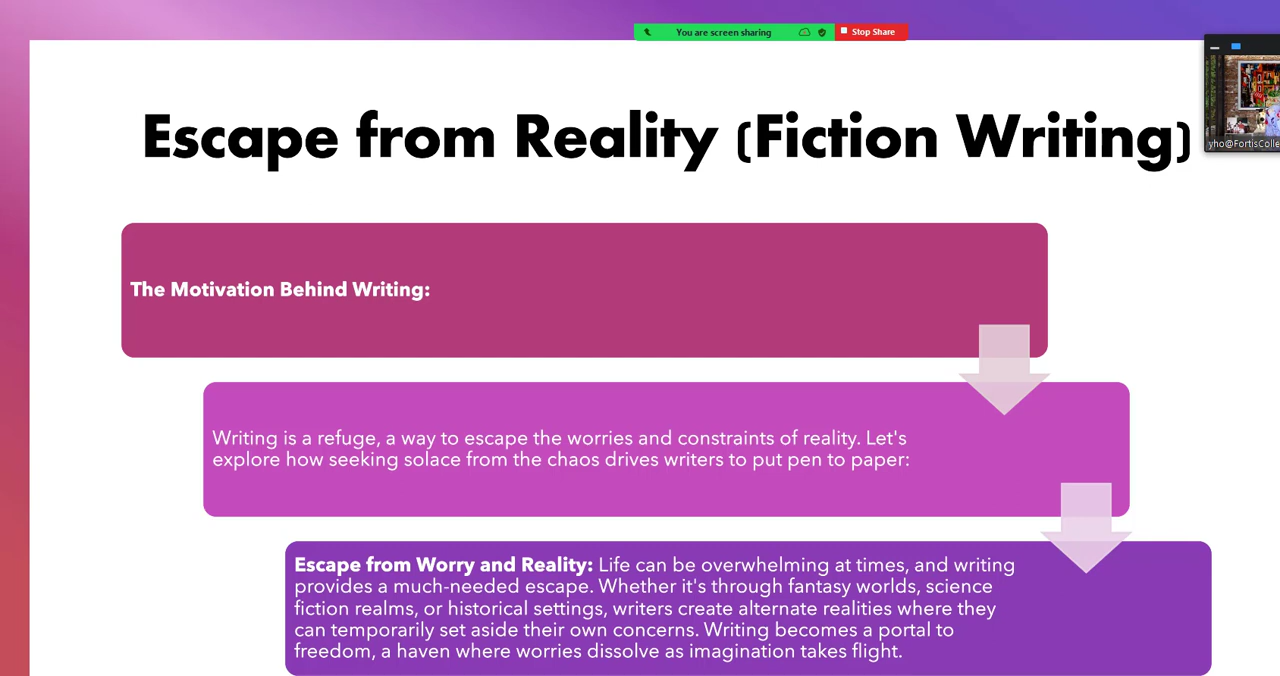 You are screen sharing
Stop Share
Escape from Reality (Fiction Writing)
The Motivation Behind Writing:
Writing is a refuge, a way to escape the worries and constraints of reality. Let's
explore how seeking solace from the chaos drives writers to put pen to paper:
Escape from Worry and Reality: Life can be overwhelming at times, and writing
provides a much-needed escape. Whether it's through fantasy worlds, science
fiction realms, or historical settings, writers create alternate realities where they
can temporarily set aside their own concerns. Writing becomes a portal to
freedom, a haven where worries dissolve as imagination takes flight.
yho@FortisColle